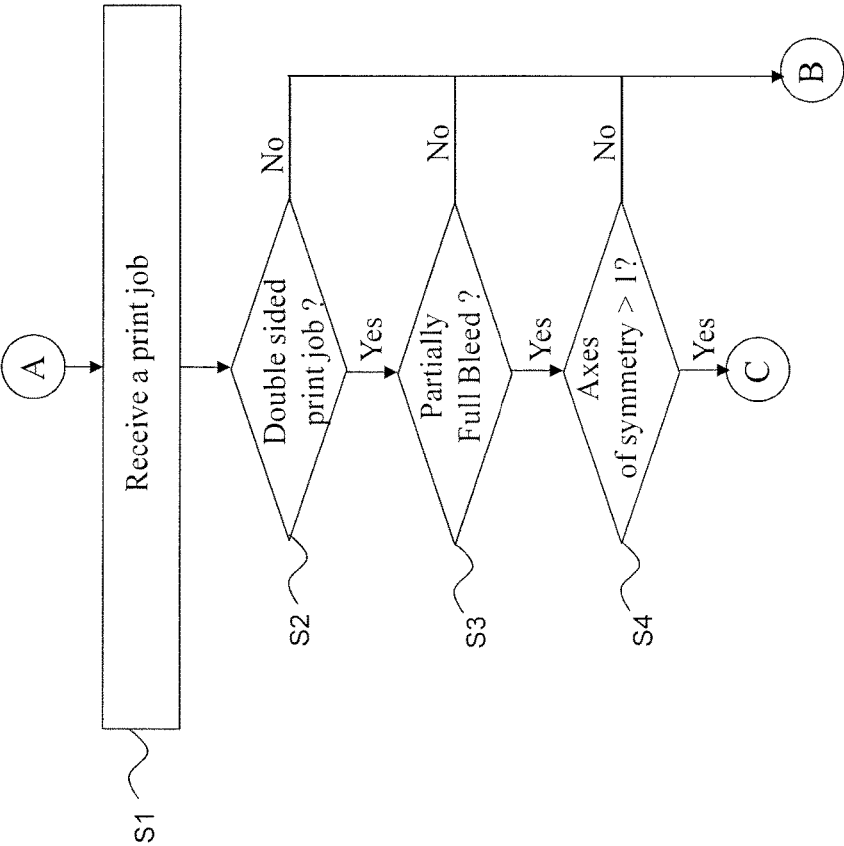 A
Receive a print job
S1
Double sided
print job ?
No
S2
Yes
Partially
Full Bleed ?
No
S3
Yes
Axes
of symmetry > 1?
No
S4
Yes
C
B